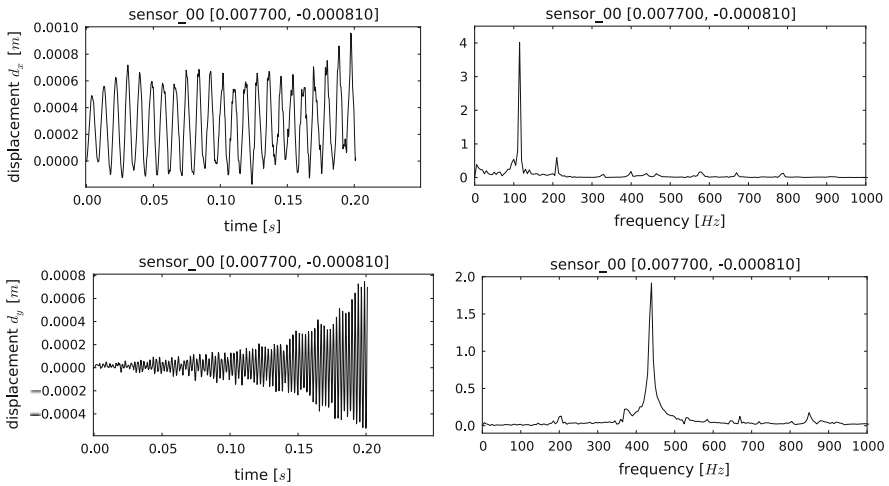 sensor_00 [0.007700, -0.000810]
0.0010
0.0008
0.0006
0.0004
0.0002
0.0000
displacement d_x [m]
0.00 0.05 0.10 0.15 0.20
time [s]
sensor_00 [0.007700, -0.000810]
4
3
2
1
0
0 100 200 300 400 500 600 700 800 900 1000
frequency [Hz]
sensor_00 [0.007700, -0.000810]
0.0008
0.0006
0.0004
0.0002
0.0000
−0.0002
−0.0004
displacement d_y [m]
0.00 0.05 0.10 0.15 0.20
time [s]
sensor_00 [0.007700, -0.000810]
2.0
1.5
1.0
0.5
0.0
0 100 200 300 400 500 600 700 800 900 1000
frequency [Hz]